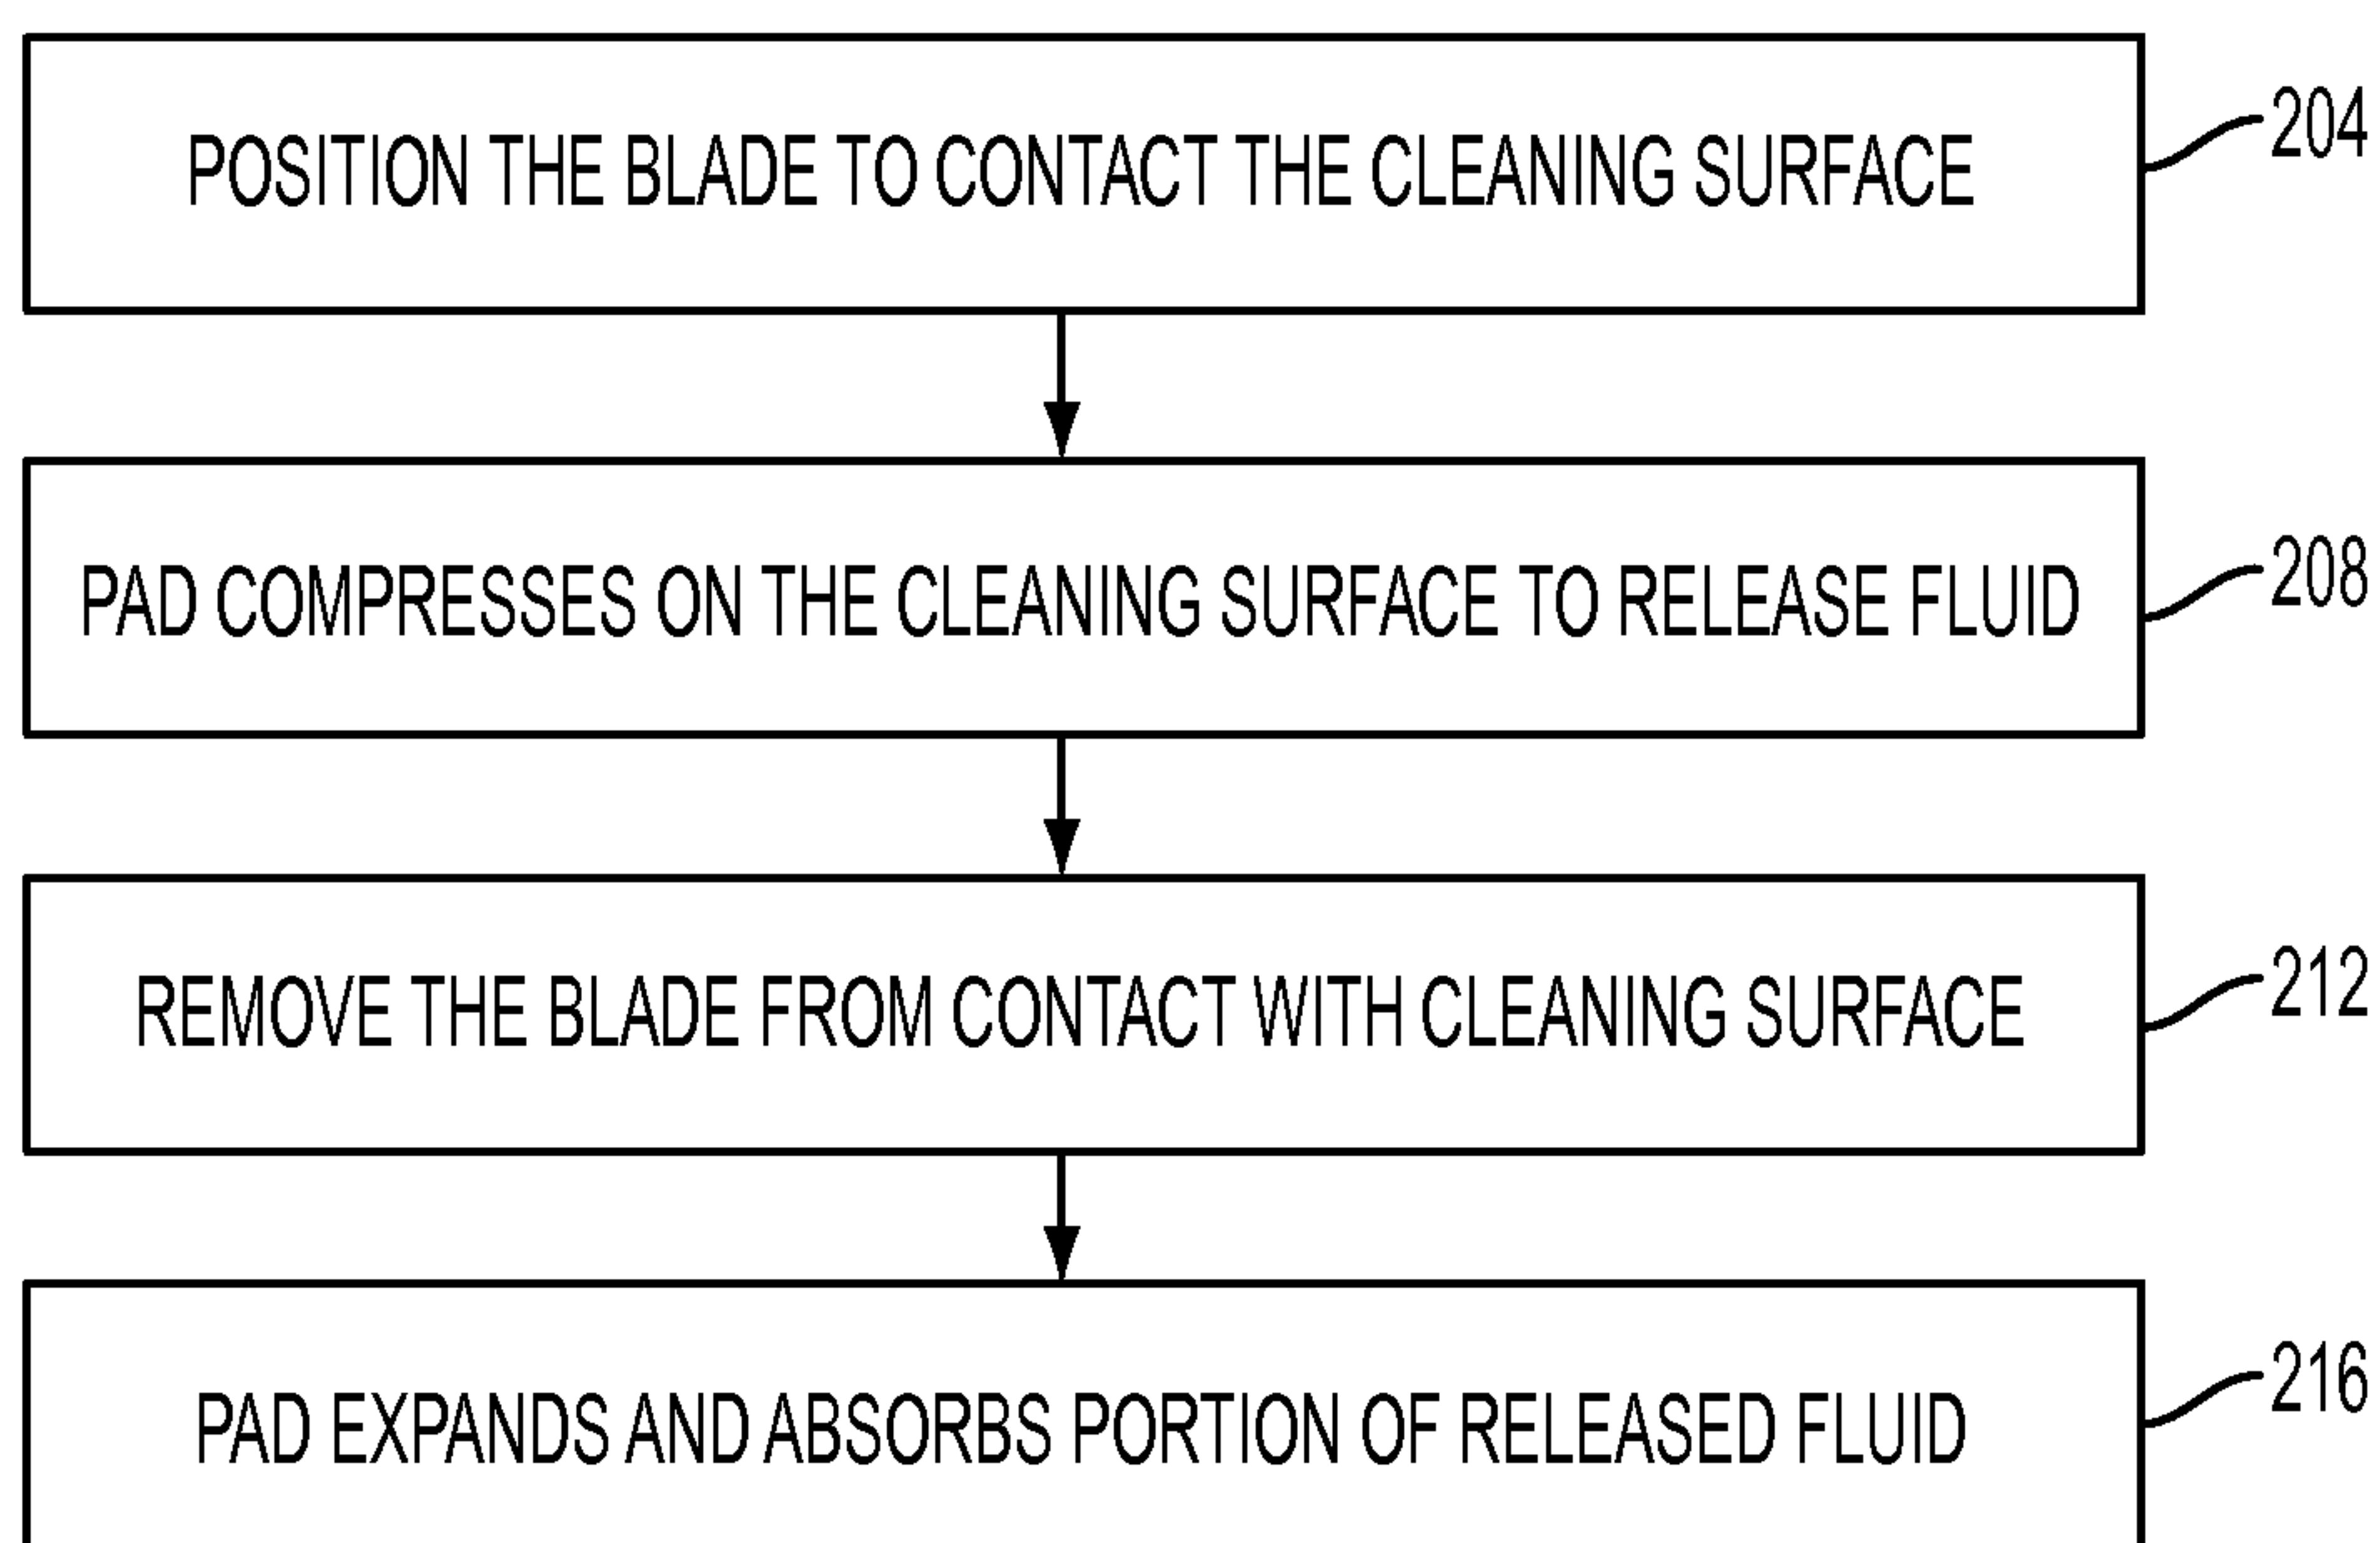 POSITION THE BLADE TO CONTACT THE CLEANING SURFACE
204
PAD COMPRESSES ON THE CLEANING SURFACE TO RELEASE FLUID
208
REMOVE THE BLADE FROM CONTACT WITH CLEANING SURFACE
212
PAD EXPANDS AND ABSORBS PORTION OF RELEASED FLUID
216